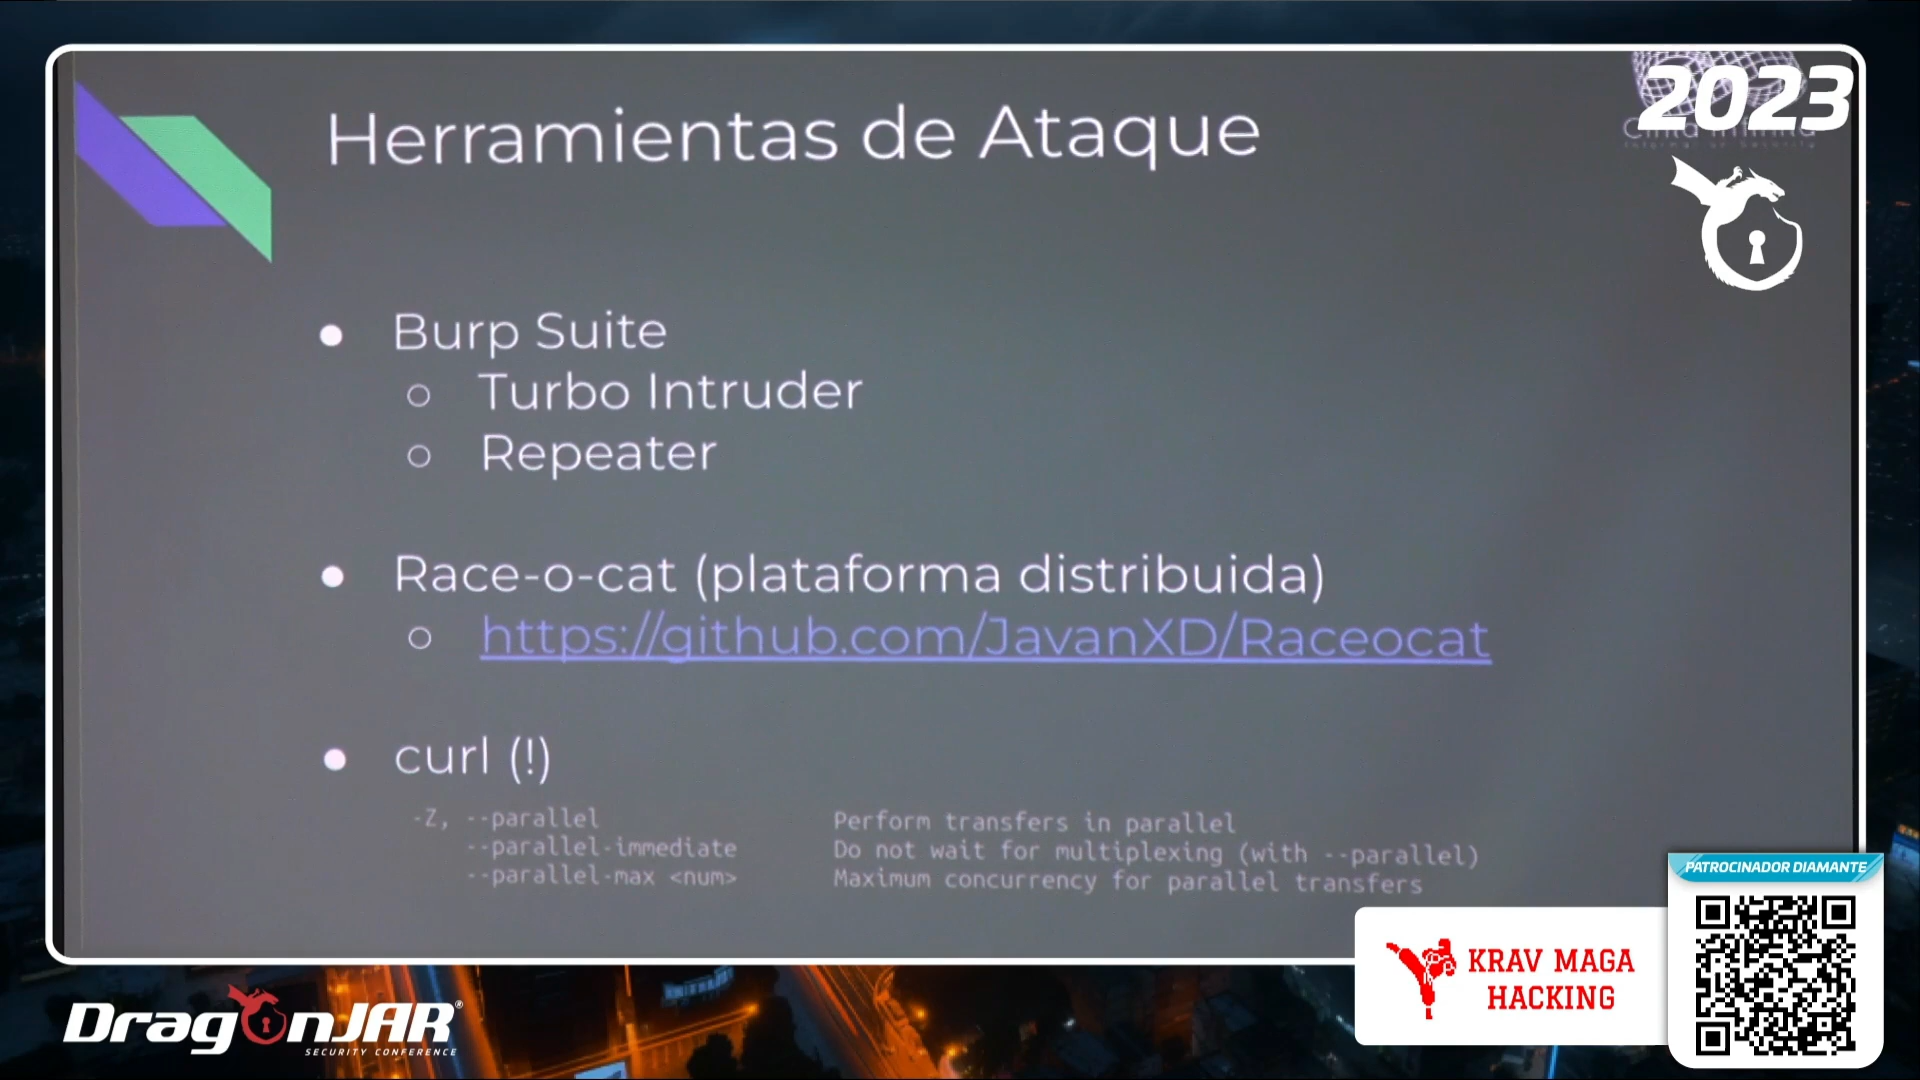 Herramientas de Ataque
2023
Burp Suite
Turbo Intruder
Repeater
Race-o-cat (plataforma distribuida)
https://github.com/JavanXD/Raceocat
curl (!)
-Z, --parallel Perform transfers in parallel
--parallel-immediate Do not wait for multiplexing (with --parallel)
--parallel-max <num> Maximum concurrency for parallel transfers
PATROCINADOR DIAMANTE
KRAV MAGA
HACKING
DragonJAR®
SECURITY CONFERENCE